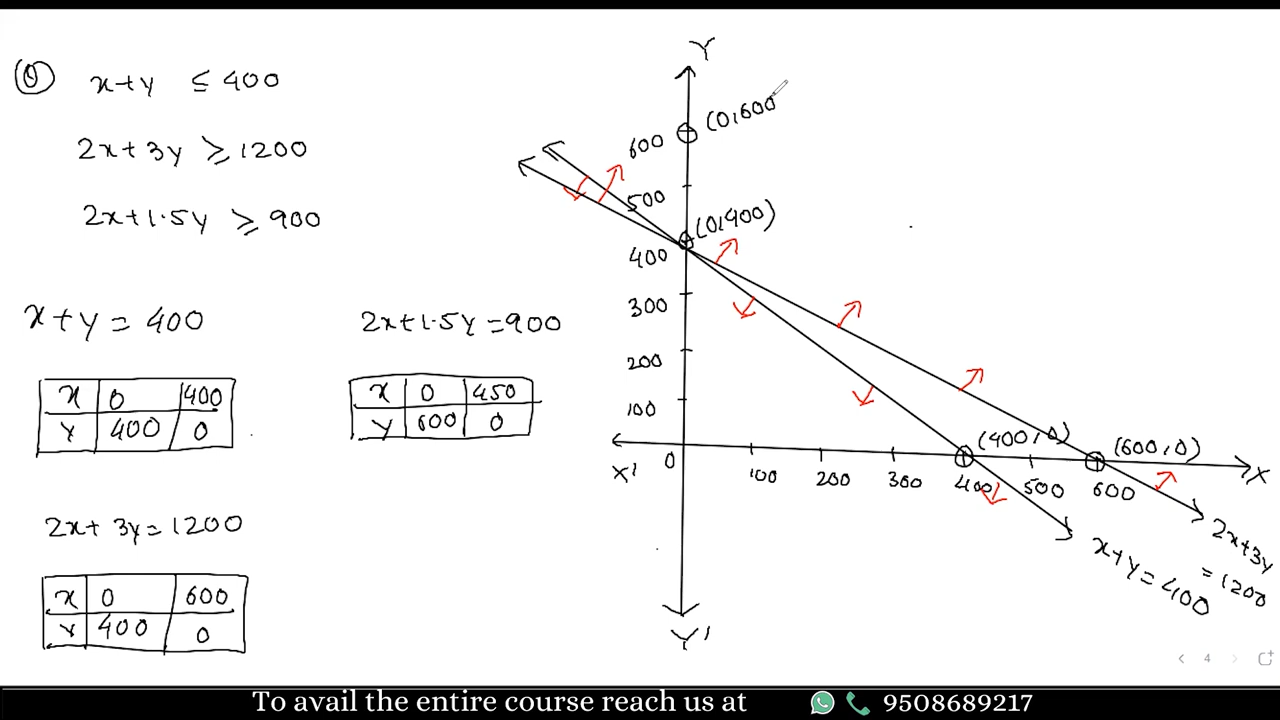 ① x+y ≤ 400
2x+3y ≥ 1200
2x+1.5y ≥ 900
x+y = 400
x 0 400
y 400 0
2x+1.5y = 900
x 0 450
y 600 0
2x+3y = 1200
x 0 600
y 400 0
Y
(0,600
600
500
(0,400)
400
300
200
100
(400,0)
(600,0)
X'
0
100 200 300 400 500 600
X
x+y=400
2x+3y
=1200
Y'
4
To avail the entire course reach us at 9508689217